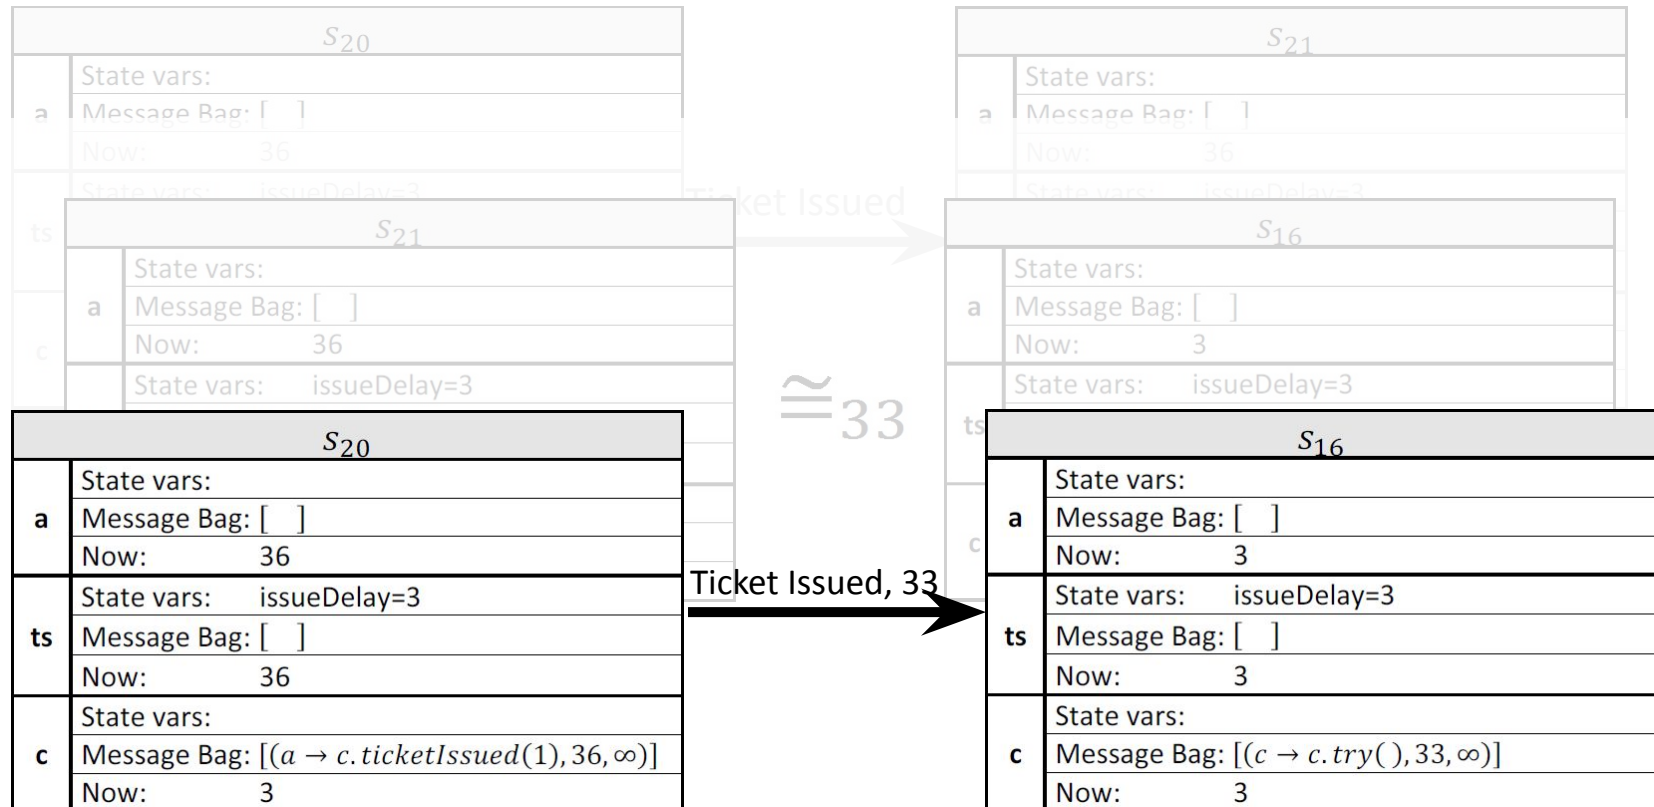 S20
State vars:
a
Message Bag: [ ]
Now: 36
State vars: issueDelay=3
ts
c
S21
State vars:
a
Message Bag: [ ]
Now: 36
State vars: issueDelay=3
Ticket Issued
S21
State vars:
a
Message Bag: [ ]
Now: 36
State vars: issueDelay=3
≅33
S16
State vars:
a
Message Bag: [ ]
Now: 3
State vars: issueDelay=3
ts
c
S20
State vars:
a
Message Bag: [ ]
Now: 36
State vars: issueDelay=3
ts
Message Bag: [ ]
Now: 36
State vars:
c
Message Bag: [(a → c.ticketIssued(1), 36, ∞)]
Now: 3
Ticket Issued, 33
S16
State vars:
a
Message Bag: [ ]
Now: 3
State vars: issueDelay=3
ts
Message Bag: [ ]
Now: 3
State vars:
c
Message Bag: [(c → c.try( ), 33, ∞)]
Now: 3